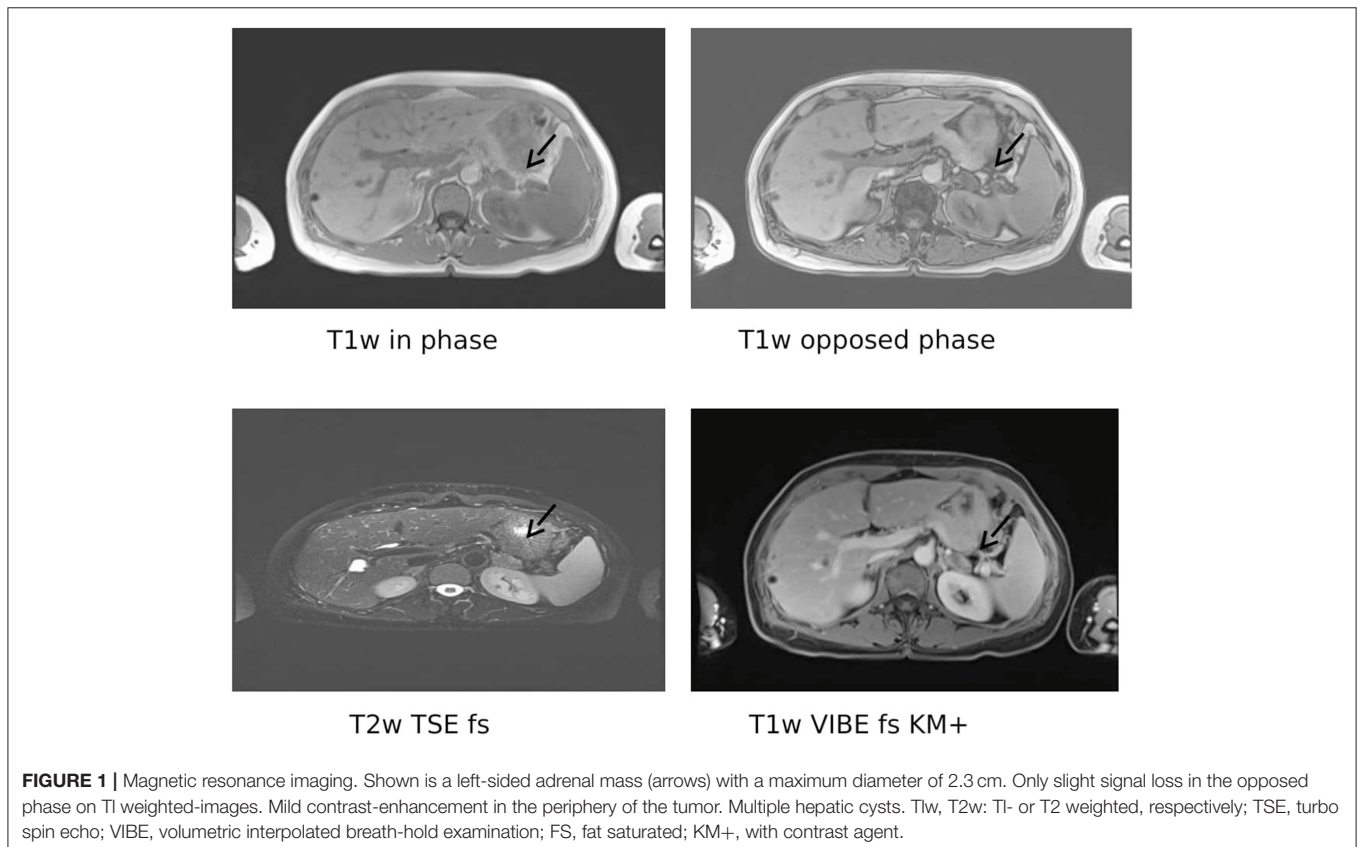 T1w in phase
T1w opposed phase
T2w TSE fs
T1w VIBE fs KM+
FIGURE 1 | Magnetic resonance imaging. Shown is a left-sided adrenal mass (arrows) with a maximum diameter of 2.3 cm. Only slight signal loss in the opposed
phase on TI weighted-images. Mild contrast-enhancement in the periphery of the tumor. Multiple hepatic cysts. TIw, T2w: TI- or T2 weighted, respectively; TSE, turbo
spin echo; VIBE, volumetric interpolated breath-hold examination; FS, fat saturated; KM+, with contrast agent.